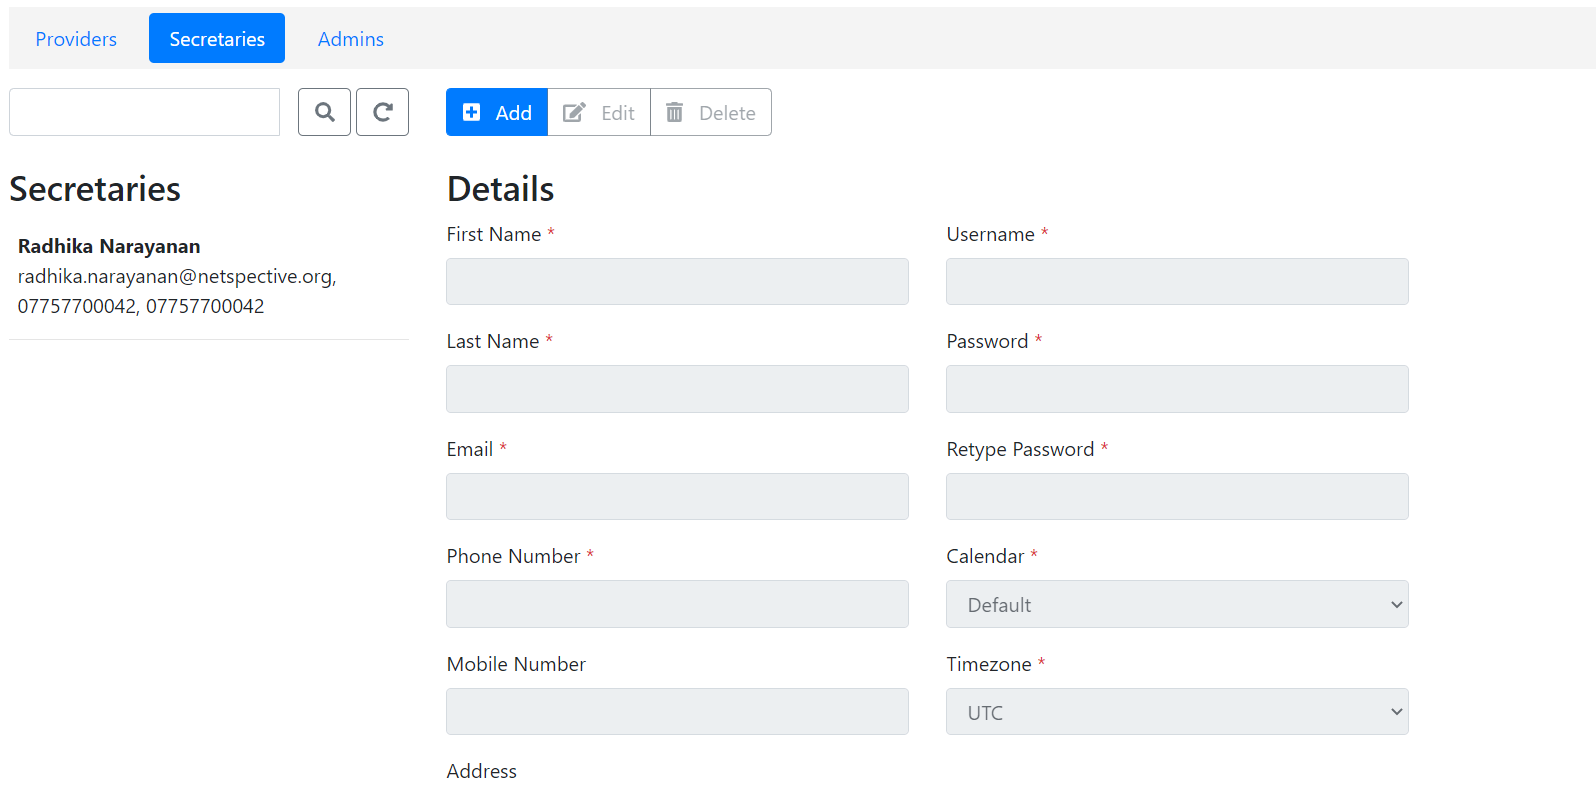 Providers Secretaries Admins
Add Edit Delete
Secretaries
Radhika Narayanan
radhika.narayanan@netspective.org,
07757700042, 07757700042
Details
First Name *
Username *
Last Name *
Password *
Email *
Retype Password *
Phone Number *
Calendar *
Default
Mobile Number
Timezone *
UTC
Address